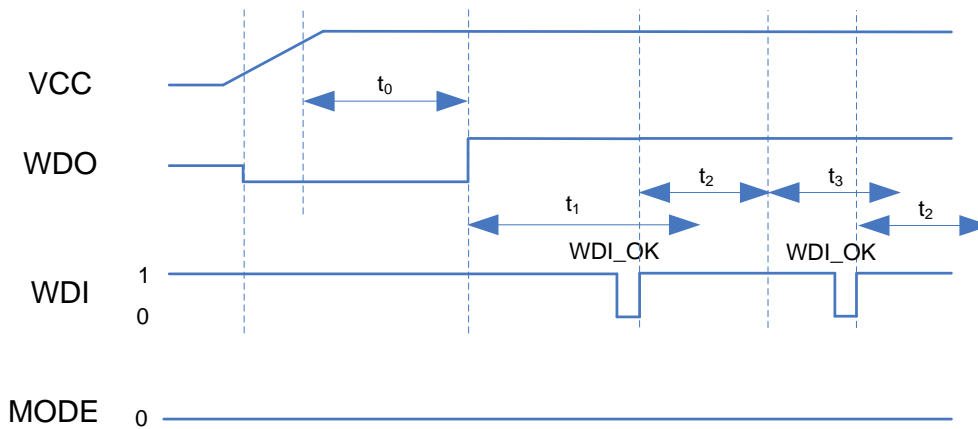 VCC
t₀
WDO
t₂
t₃
t₁
t₂
WDI_OK
WDI_OK
1
WDI
0
MODE
0